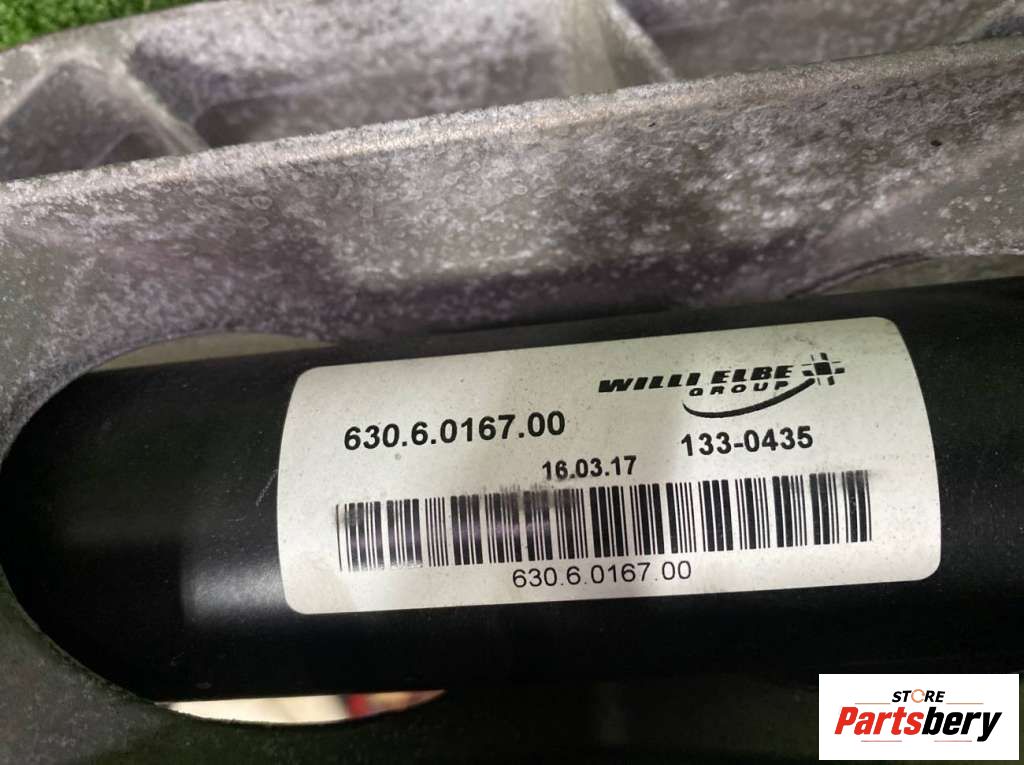 WILLI ELBE
GROUP
630.6.0167.00
133-0435
16.03.17
630.6.0167.00
STORE
Partsbery